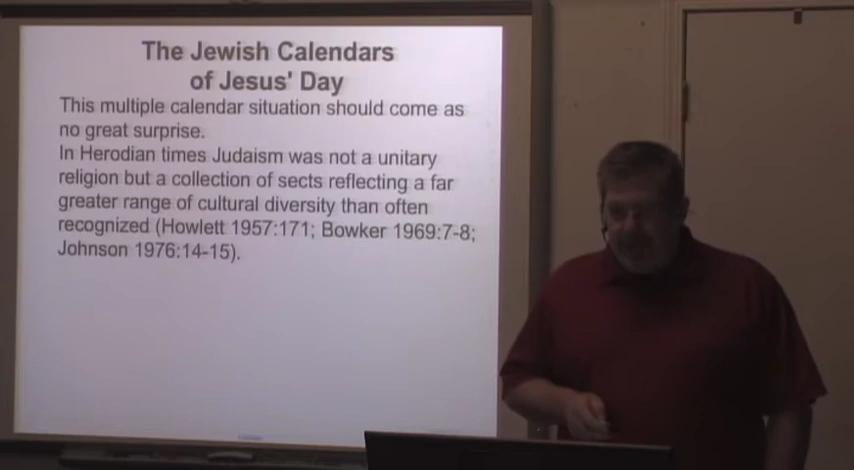 The Jewish Calendars
of Jesus' Day
This multiple calendar situation should come as
no great surprise.
In Herodian times Judaism was not a unitary
religion but a collection of sects reflecting a far
greater range of cultural diversity than often
recognized (Howlett 1957:171; Bowker 1969:7-8;
Johnson 1976:14-15).